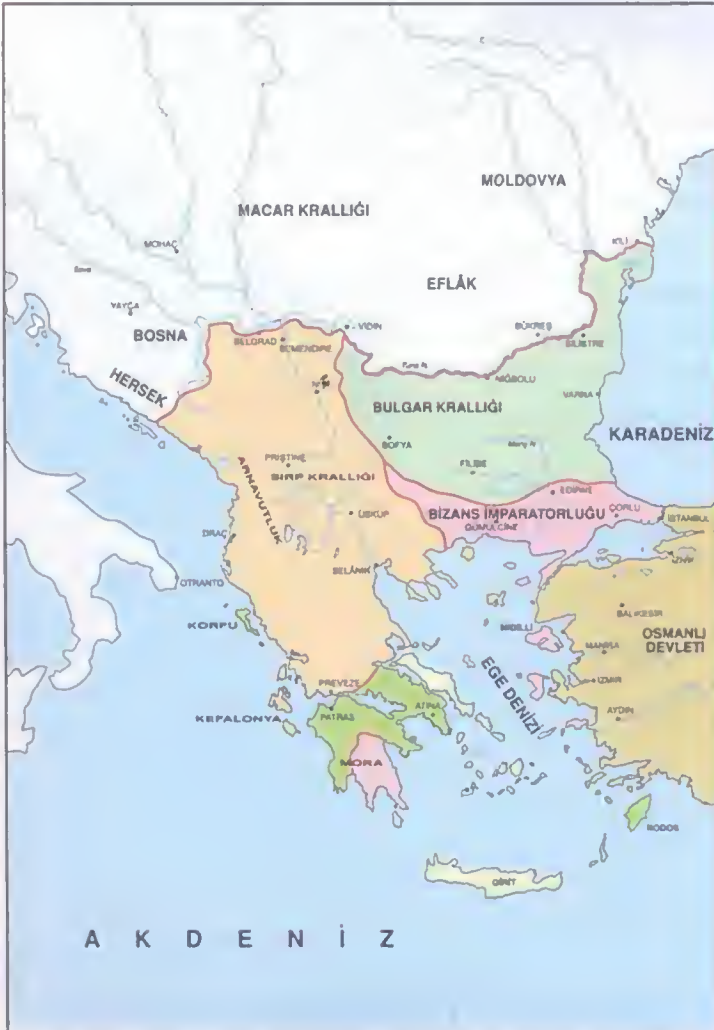 MOLDOVYA
MACAR KRALLIĞI
MOHAÇ
KİLİ
EFLÂK
YAYÇA
BOSNA
VİDİN
BÜKREŞ
BELGRAD
SEMENDİRE
SİLİSTRE
HERSEK
NİĞBOLU
VARNA
BULGAR KRALLIĞI
KARADENİZ
SOFYA
FİLİBE
PRİŞTİNE
SIRP KRALLIĞI
ARNAVUTLUK
EDİRNE
ÜSKÜP
BİZANS İMPARATORLUĞU
ÇORLU
İSTANBUL
GÜMÜLCİNE
DRAÇ
SELÂNİK
OTRANTO
BALIKESİR
KORFU
MİDİLLİ
OSMANLI
DEVLETİ
MANİSA
EGE DENİZİ
İZMİR
PREVEZE
KEFALONYA
PATRAS
ATİNA
AYDIN
MORA
RODOS
GİRİT
AKDENİZ